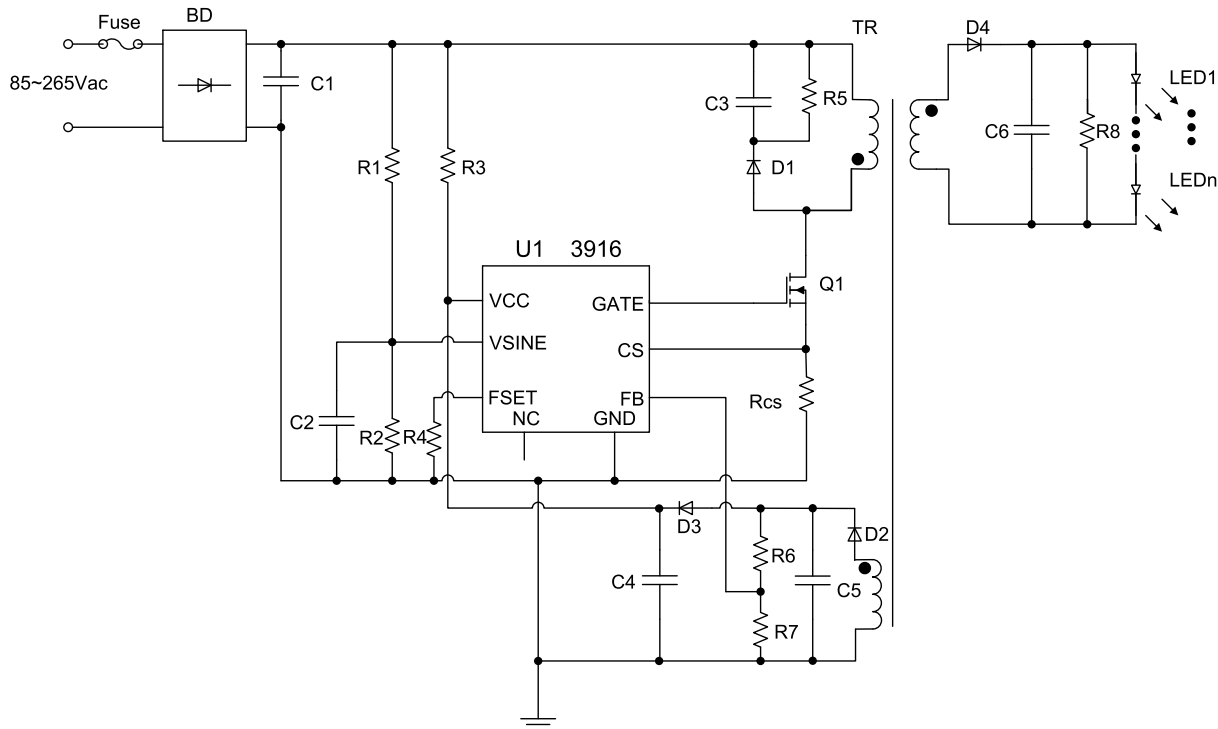 Fuse
BD
TR
D4
85~265Vac
C1
C3
R5
LED1
C6
R8
R1
R3
D1
LEDn
U1 3916
VCC
GATE
Q1
VSINE
CS
FSET
FB
Rcs
NC
GND
C2
R2
R4
D3
D2
R6
C4
C5
R7